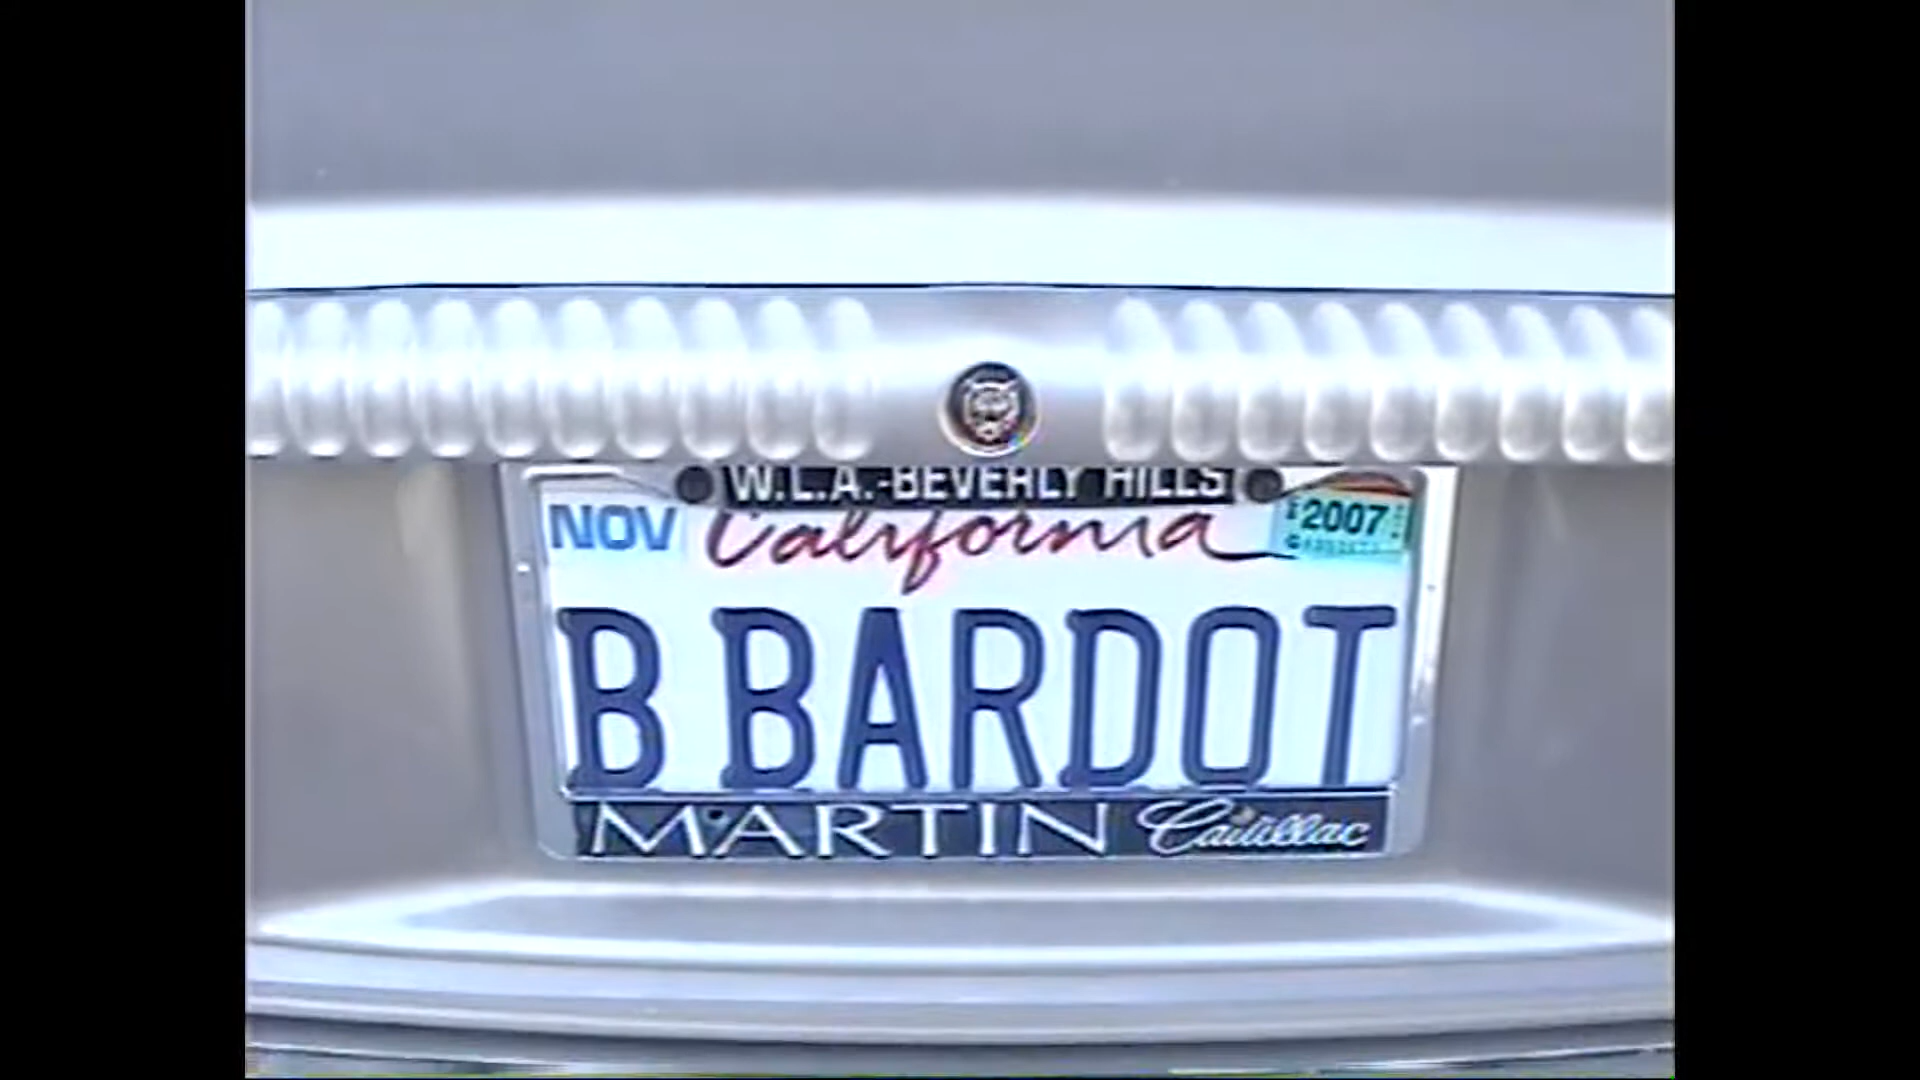 W.L.A.-BEVERLY HILLS
NOV California 2007
B BARDOT
MARTIN Cadillac